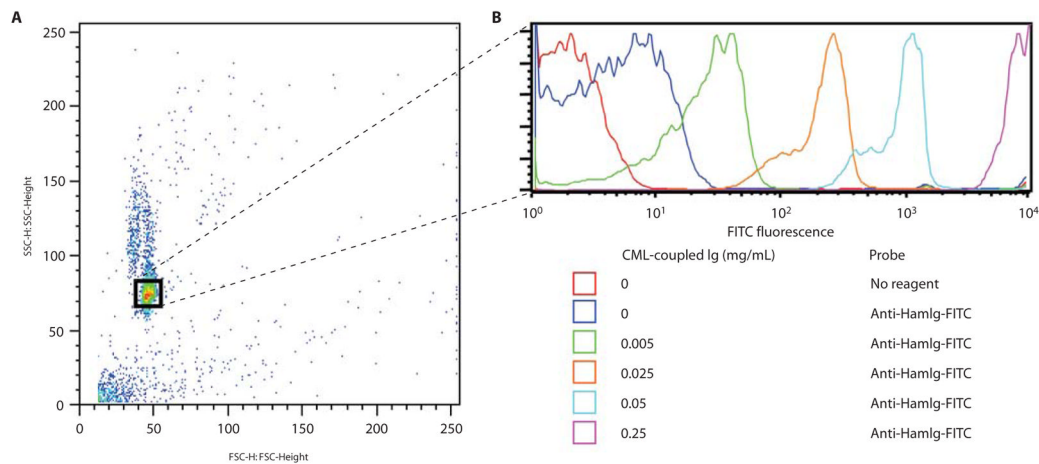 A
250
200
150
100
50
0
SSC-H: SSC-Height
0 50 100 150 200 250
FSC-H: FSC-Height
B
10⁰ 10¹ 10² 10³ 10⁴
FITC fluorescence
CML-coupled Ig (mg/mL) Probe
0 No reagent
0 Anti-HamIg-FITC
0.005 Anti-HamIg-FITC
0.025 Anti-HamIg-FITC
0.05 Anti-HamIg-FITC
0.25 Anti-HamIg-FITC